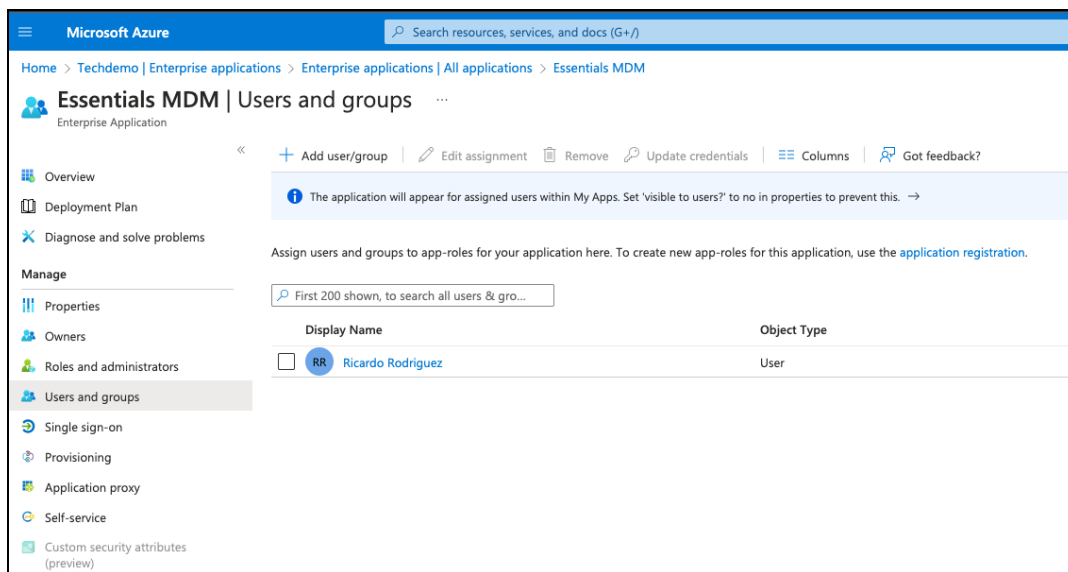 Microsoft Azure
Search resources, services, and docs (G+/)
Home > Techdemo | Enterprise applications > Enterprise applications | All applications > Essentials MDM
Essentials MDM | Users and groups ...
Enterprise Application
«
Overview
Deployment Plan
Diagnose and solve problems
Manage
Properties
Owners
Roles and administrators
Users and groups
Single sign-on
Provisioning
Application proxy
Self-service
Custom security attributes
(preview)
+ Add user/group Edit assignment Remove Update credentials Columns Got feedback?
The application will appear for assigned users within My Apps. Set 'visible to users?' to no in properties to prevent this. →
Assign users and groups to app-roles for your application here. To create new app-roles for this application, use the application registration.
First 200 shown, to search all users & gro...
Display Name Object Type
RR Ricardo Rodriguez User